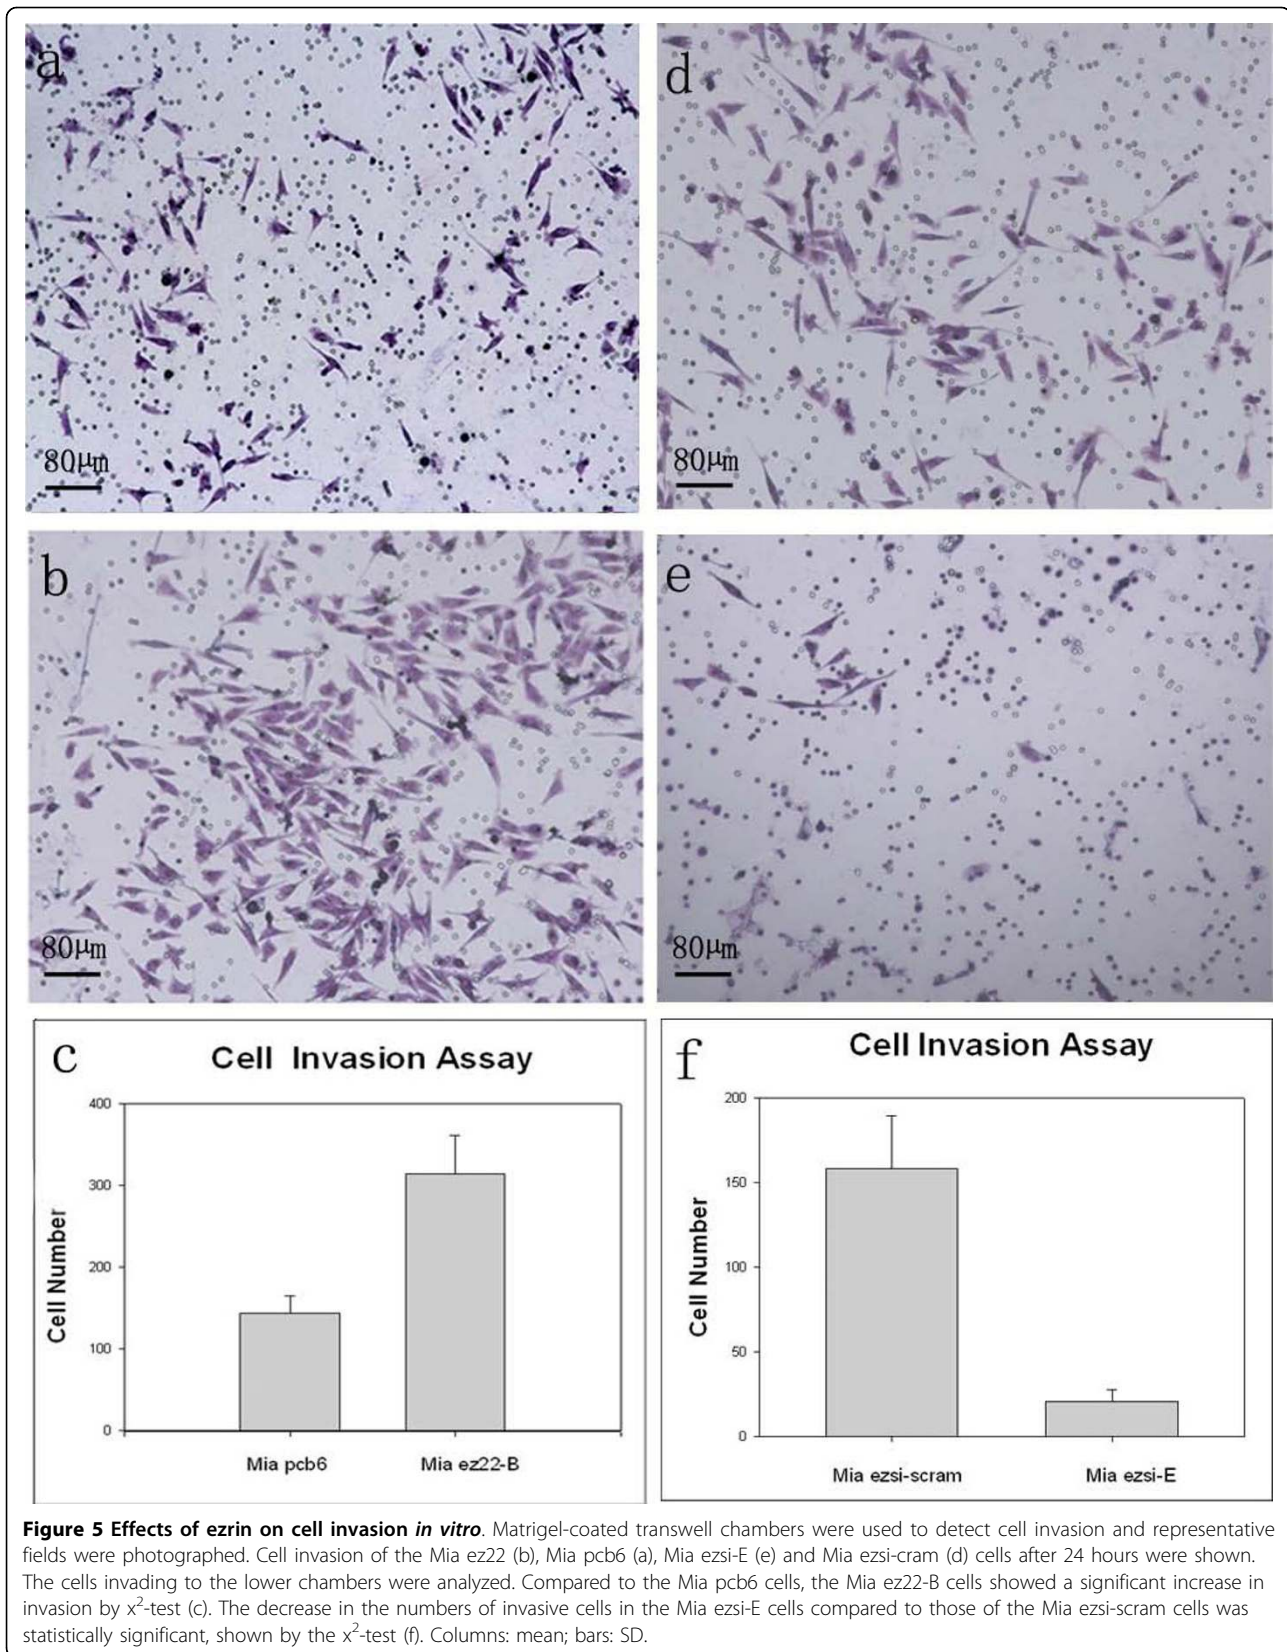 a
80μm
d
80μm
b
80μm
e
80μm
c
Cell Invasion Assay
400
300
200
100
0
Cell Number
Mia pcb6
Mia ez22-B
f
Cell Invasion Assay
200
150
100
50
0
Cell Number
Mia ezsi-scram
Mia ezsi-E
Figure 5 Effects of ezrin on cell invasion in vitro. Matrigel-coated transwell chambers were used to detect cell invasion and representative
fields were photographed. Cell invasion of the Mia ez22 (b), Mia pcb6 (a), Mia ezsi-E (e) and Mia ezsi-cram (d) cells after 24 hours were shown.
The cells invading to the lower chambers were analyzed. Compared to the Mia pcb6 cells, the Mia ez22-B cells showed a significant increase in
invasion by x²-test (c). The decrease in the numbers of invasive cells in the Mia ezsi-E cells compared to those of the Mia ezsi-scram cells was
statistically significant, shown by the x²-test (f). Columns: mean; bars: SD.